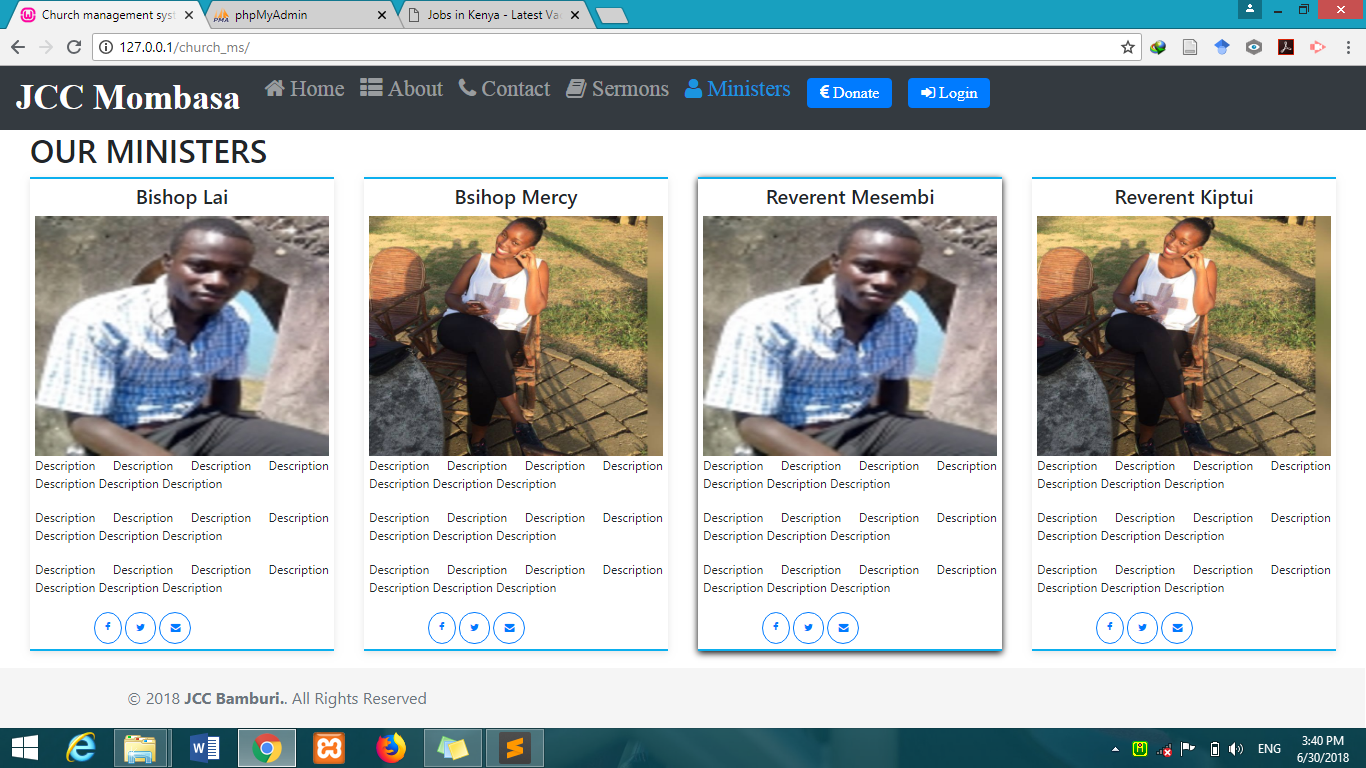 Church management syst
phpMyAdmin
Jobs in Kenya - Latest Va
127.0.0.1/church_ms/
JCC Mombasa
Home
About
Contact
Sermons
Ministers
€ Donate
Login
OUR MINISTERS
Bishop Lai
Description Description Description Description
Description Description Description
Description Description Description Description
Description Description Description
Description Description Description Description
Description Description Description
Bsihop Mercy
Description Description Description Description
Description Description Description
Description Description Description Description
Description Description Description
Description Description Description Description
Description Description Description
Reverent Mesembi
Description Description Description Description
Description Description Description
Description Description Description Description
Description Description Description
Description Description Description Description
Description Description Description
Reverent Kiptui
Description Description Description Description
Description Description Description
Description Description Description Description
Description Description Description
Description Description Description Description
Description Description Description
© 2018 JCC Bamburi.. All Rights Reserved
ENG
3:40 PM
6/30/2018